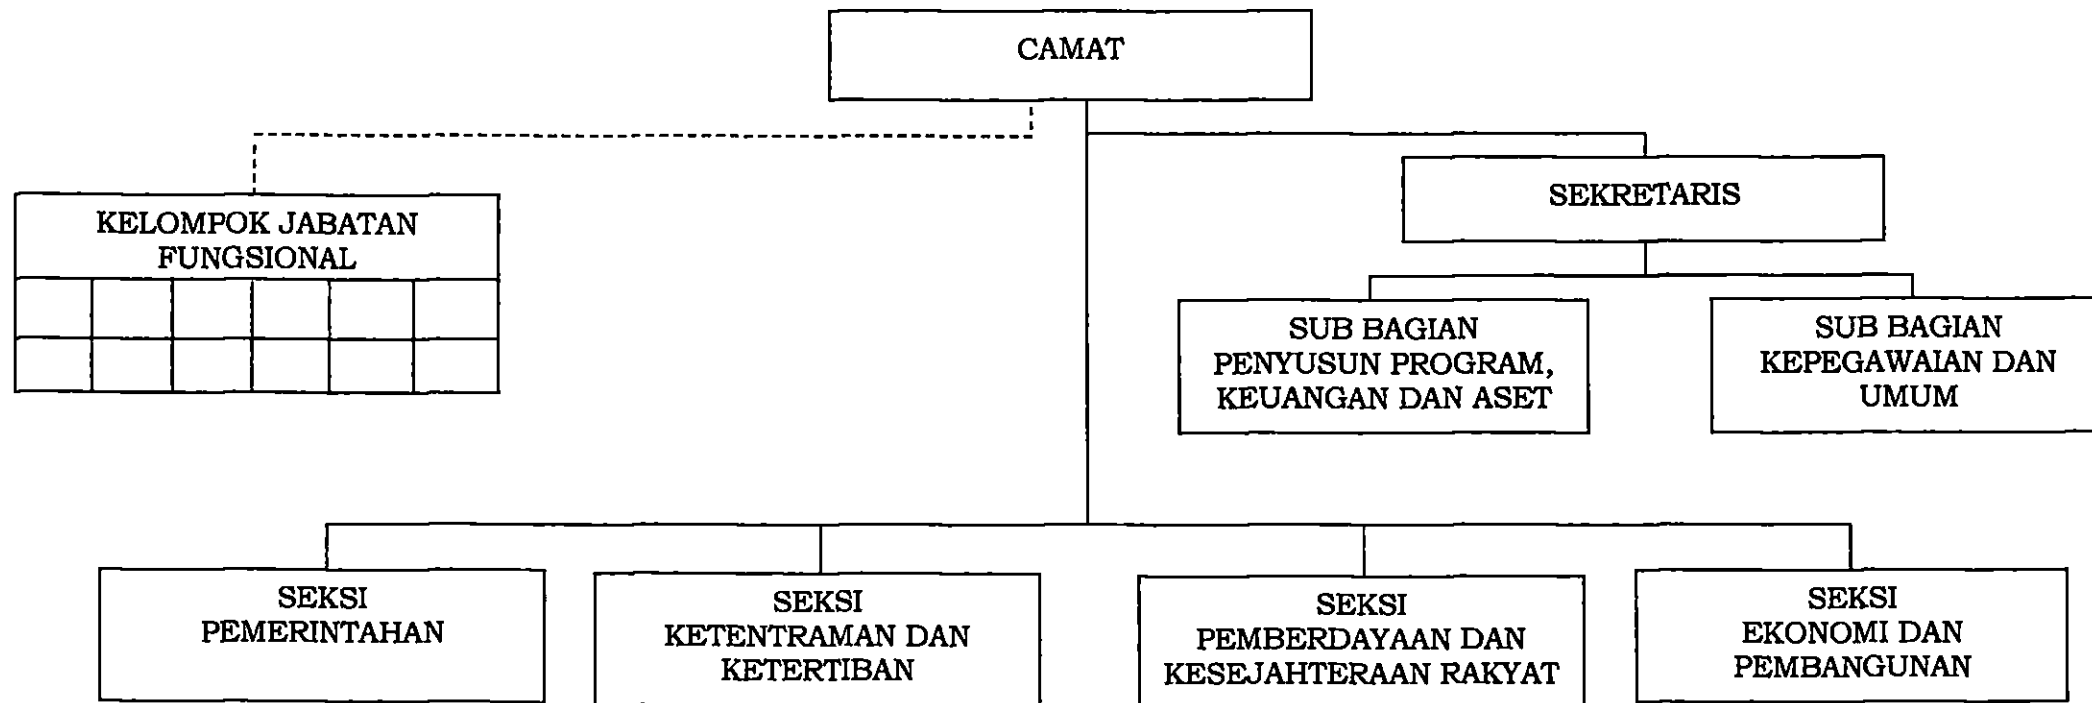 CAMAT
SEKRETARIS
KELOMPOK JABATAN
FUNGSIONAL
SUB BAGIAN
PENYUSUN PROGRAM,
KEUANGAN DAN ASET
SUB BAGIAN
KEPEGAWAIAN DAN
UMUM
SEKSI
PEMERINTAHAN
SEKSI
KETENTRAMAN DAN
KETERTIBAN
SEKSI
PEMBERDAYAAN DAN
KESEJAHTERAAN RAKYAT
SEKSI
EKONOMI DAN
PEMBANGUNAN